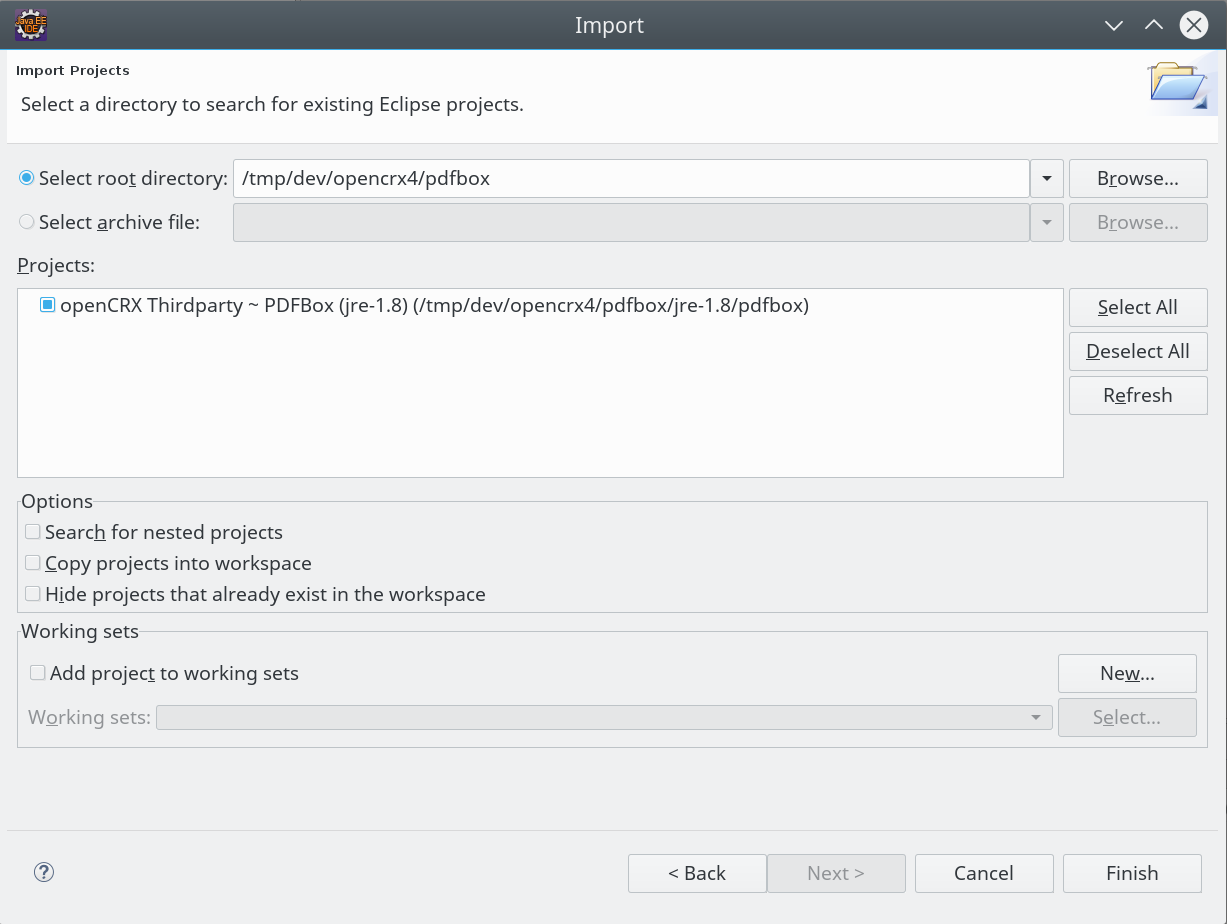 Java EE
IDE
Import
Import Projects
Select a directory to search for existing Eclipse projects.
Select root directory: /tmp/dev/opencrx4/pdfbox Browse...
Select archive file: Browse...
Projects:
openCRX Thirdparty ~ PDFBox (jre-1.8) (/tmp/dev/opencrx4/pdfbox/jre-1.8/pdfbox)
Select All
Deselect All
Refresh
Options
Search for nested projects
Copy projects into workspace
Hide projects that already exist in the workspace
Working sets
Add project to working sets New...
Working sets: Select...
? < Back Next > Cancel Finish